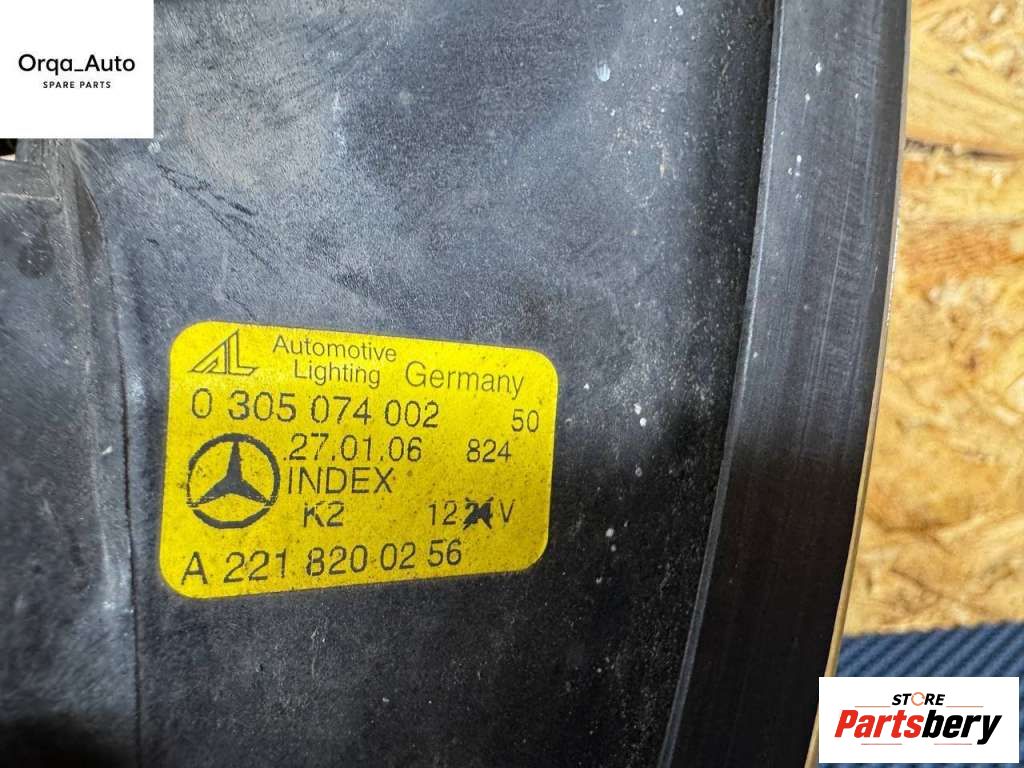 Orqa_Auto
SPARE PARTS
AL Automotive Lighting Germany
0 305 074 002 50
27.01.06 824
INDEX
K2 12 V
A 221 820 02 56
STORE
Partsbery